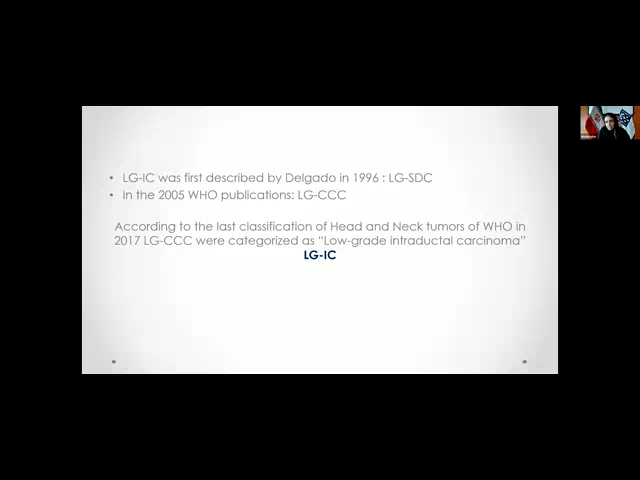 • LG-IC was first described by Delgado in 1996 : LG-SDC
• In the 2005 WHO publications: LG-CCC
According to the last classification of Head and Neck tumors of WHO in
2017 LG-CCC were categorized as “Low-grade intraductal carcinoma”
LG-IC